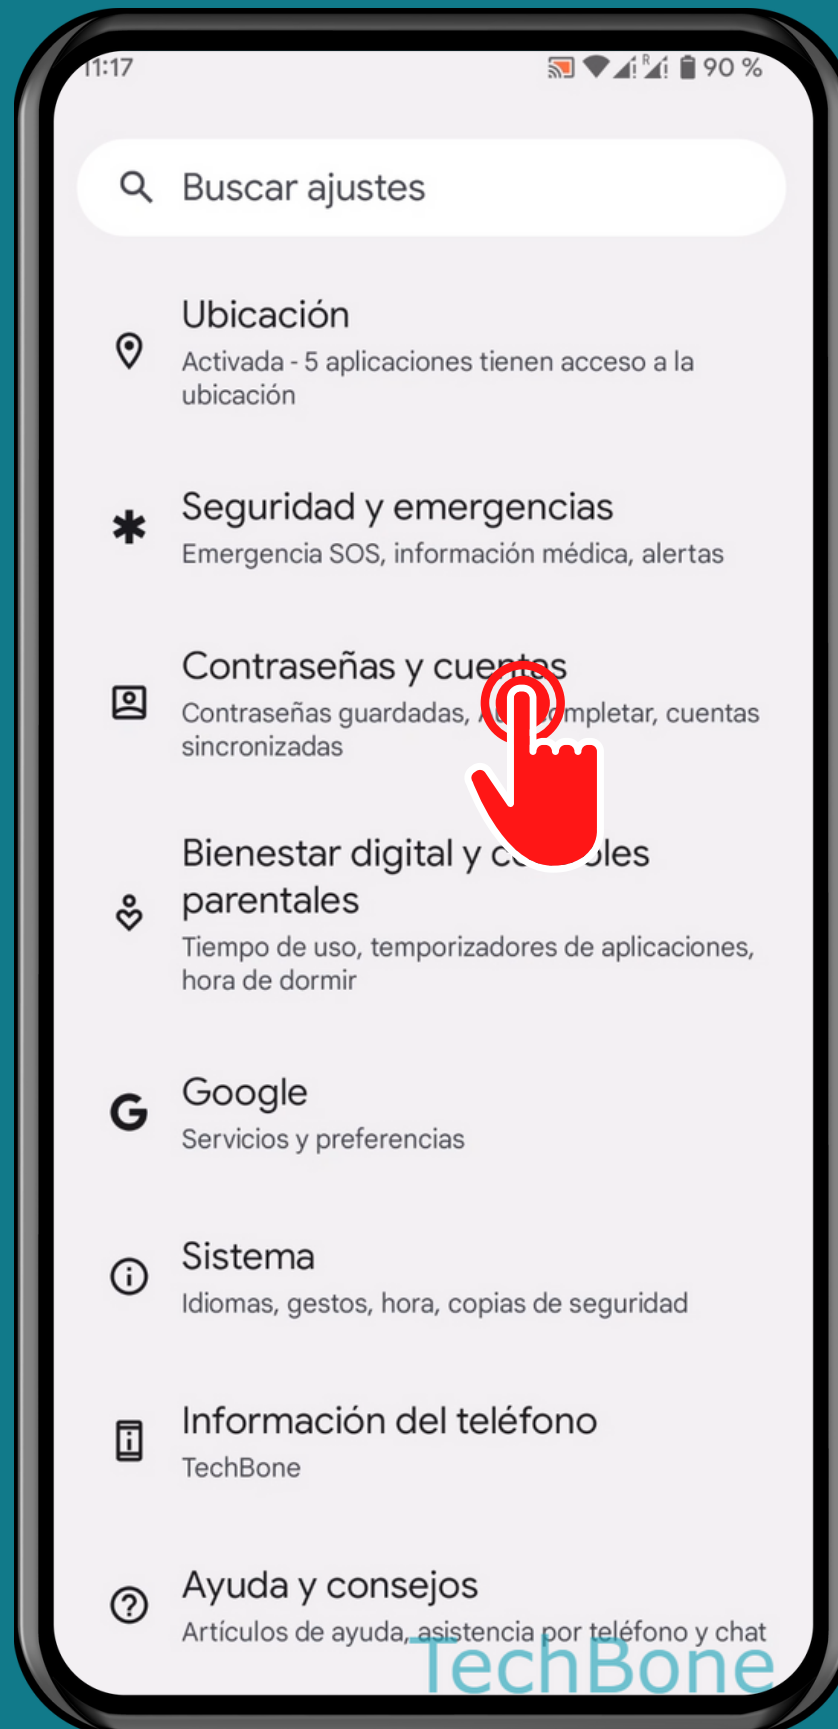 11:17 R 90 %
Buscar ajustes
Ubicación
Activada - 5 aplicaciones tienen acceso a la
ubicación
Seguridad y emergencias
Emergencia SOS, información médica, alertas
Contraseñas y cuentas
Contraseñas guardadas, Autocompletar, cuentas
sincronizadas
Bienestar digital y controles
parentales
Tiempo de uso, temporizadores de aplicaciones,
hora de dormir
Google
Servicios y preferencias
Sistema
Idiomas, gestos, hora, copias de seguridad
Información del teléfono
TechBone
Ayuda y consejos
Artículos de ayuda, asistencia por teléfono y chat
TechBone